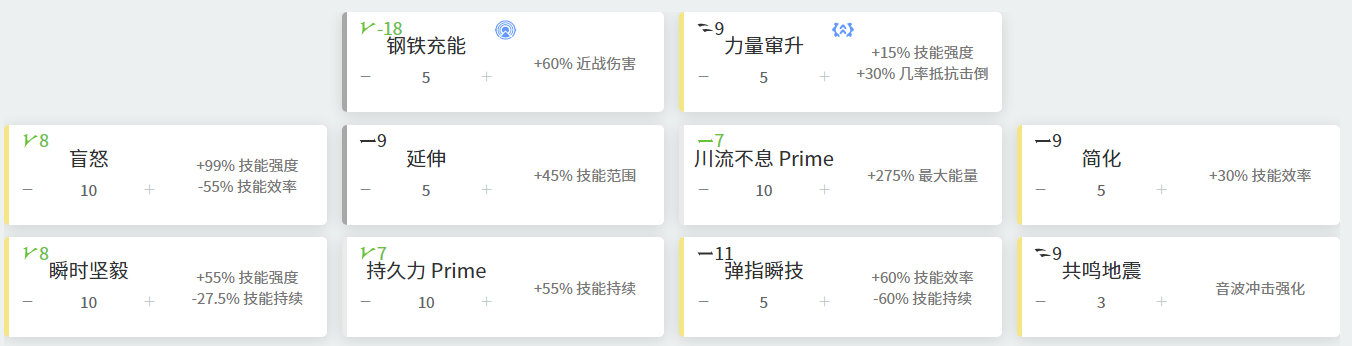 -18
钢铁充能
+60% 近战伤害
− 5 +
9
力量窜升
+15% 技能强度
+30% 几率抵抗击倒
− 5 +
8
盲怒
+99% 技能强度
-55% 技能效率
− 10 +
9
延伸
+45% 技能范围
− 5 +
7
川流不息 Prime
+275% 最大能量
− 10 +
9
简化
+30% 技能效率
− 5 +
8
瞬时坚毅
+55% 技能强度
-27.5% 技能持续
− 10 +
7
持久力 Prime
+55% 技能持续
− 10 +
11
弹指瞬技
+60% 技能效率
-60% 技能持续
− 5 +
9
共鸣地震
音波冲击强化
− 3 +